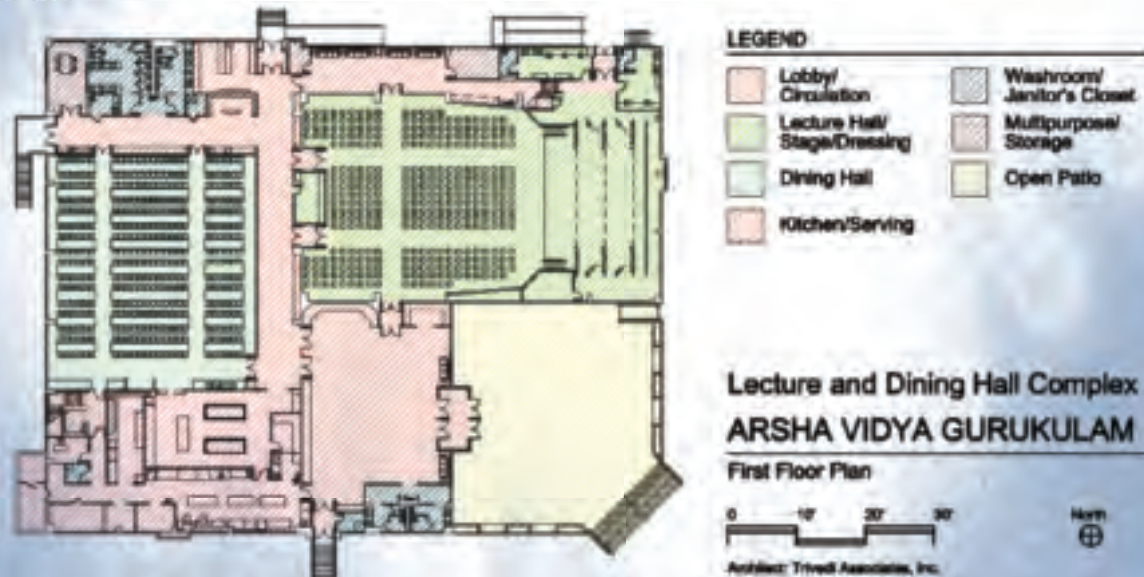 LEGEND
Lobby/
Circulation
Lecture Hall/
Stage/Dressing
Dining Hall
Kitchen/Serving
Washroom/
Janitor's Closet
Multipurpose/
Storage
Open Patio
Lecture and Dining Hall Complex
ARSHA VIDYA GURUKULAM
First Floor Plan
0 10' 20' 30'
North
Architect: Trivedi Associates, Inc.